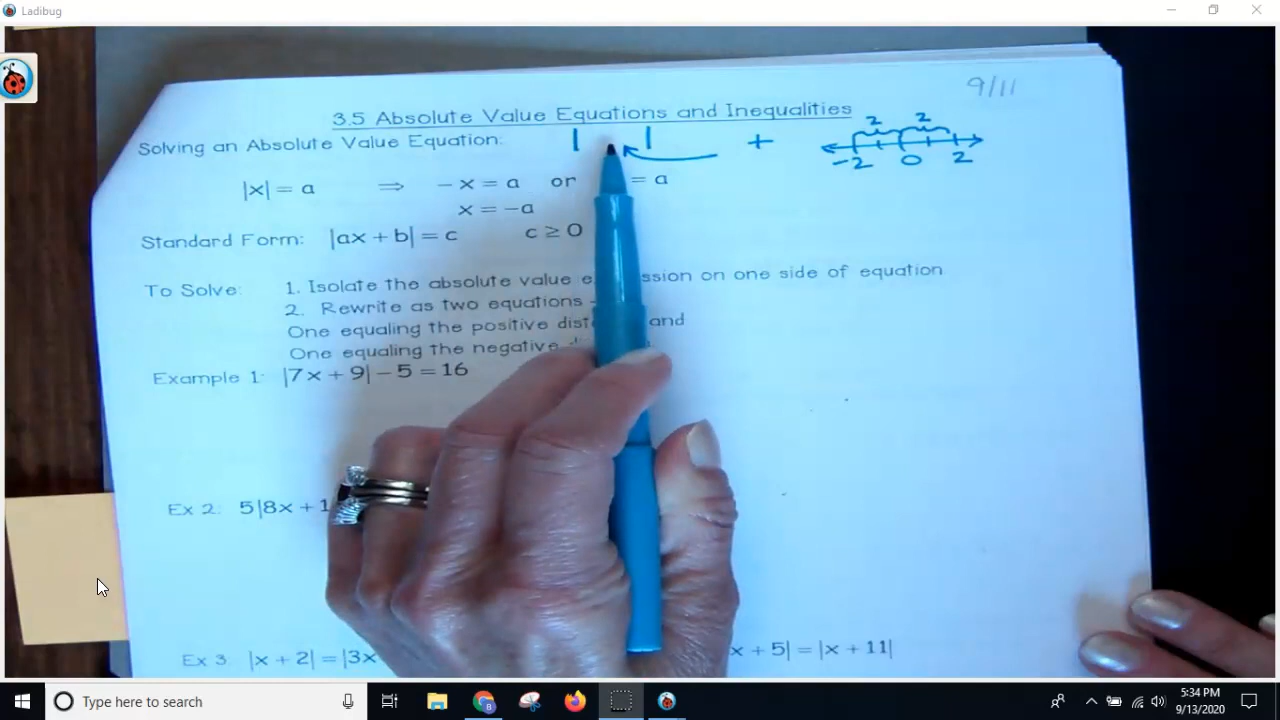 Ladibug
9/11
3.5 Absolute Value Equations and Inequalities
Solving an Absolute Value Equation: | | +
2 2
-2 0 2
|x| = a ⟹ -x = a or = a
x = -a
Standard Form: |ax + b| = c c ≥ 0
To Solve: 1. Isolate the absolute value ssion on one side of equation
2. Rewrite as two equations -
One equaling the positive and
One equaling the negative
Example 1: |7x + 9| - 5 = 16
Ex 2: 5|8x + 1
Ex 3: |x + 2| = |3x x + 5| = |x + 11|
Type here to search
5:34 PM
9/13/2020